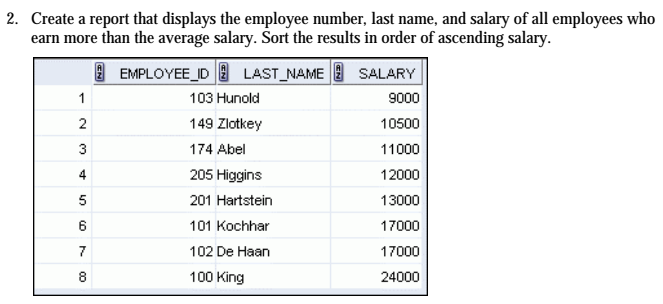 2. Create a report that displays the employee number, last name, and salary of all employees who
earn more than the average salary. Sort the results in order of ascending salary.
EMPLOYEE_ID LAST_NAME SALARY
1 103 Hunold 9000
2 149 Zlotkey 10500
3 174 Abel 11000
4 205 Higgins 12000
5 201 Hartstein 13000
6 101 Kochhar 17000
7 102 De Haan 17000
8 100 King 24000